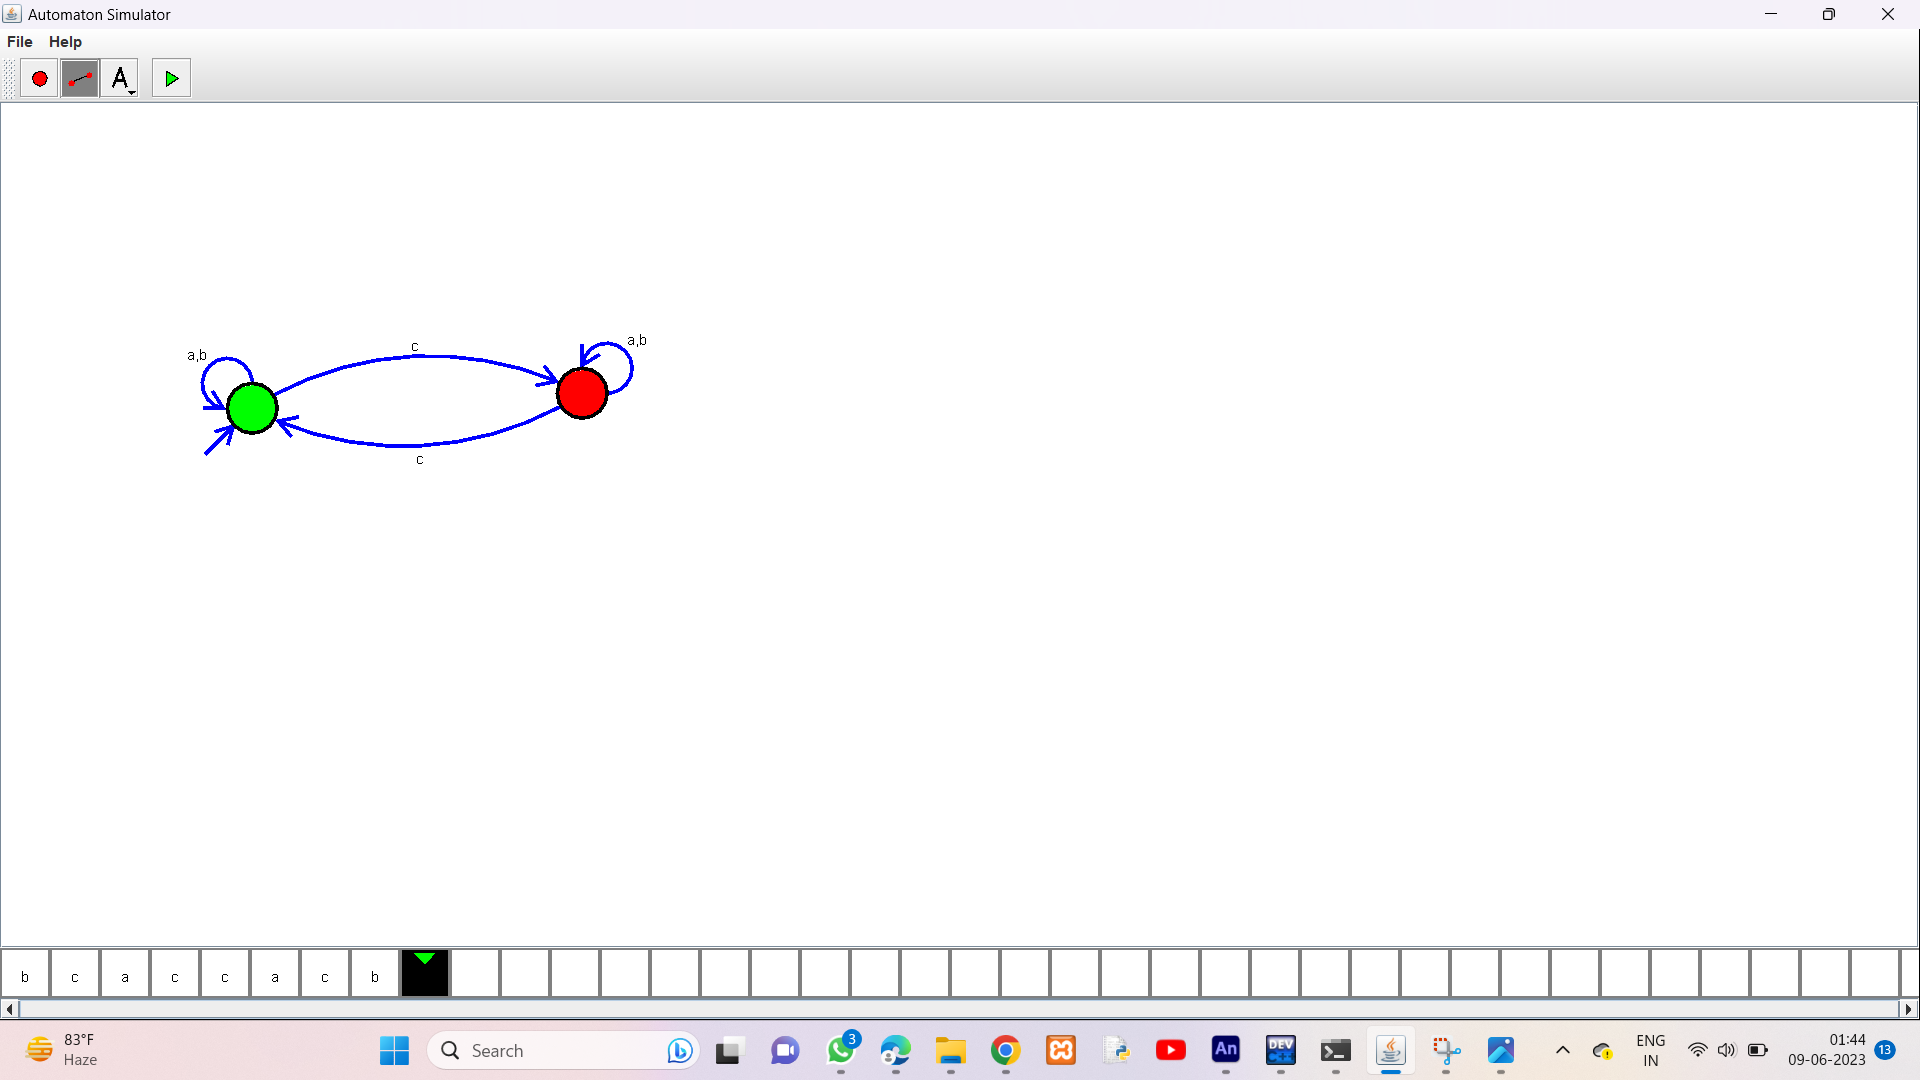 Automaton Simulator
File Help
A
a,b
c
a,b
c
b c a c c a c b
83°F
Haze
Search
3
An
DEV
ENG
IN
01:44
09-06-2023
13